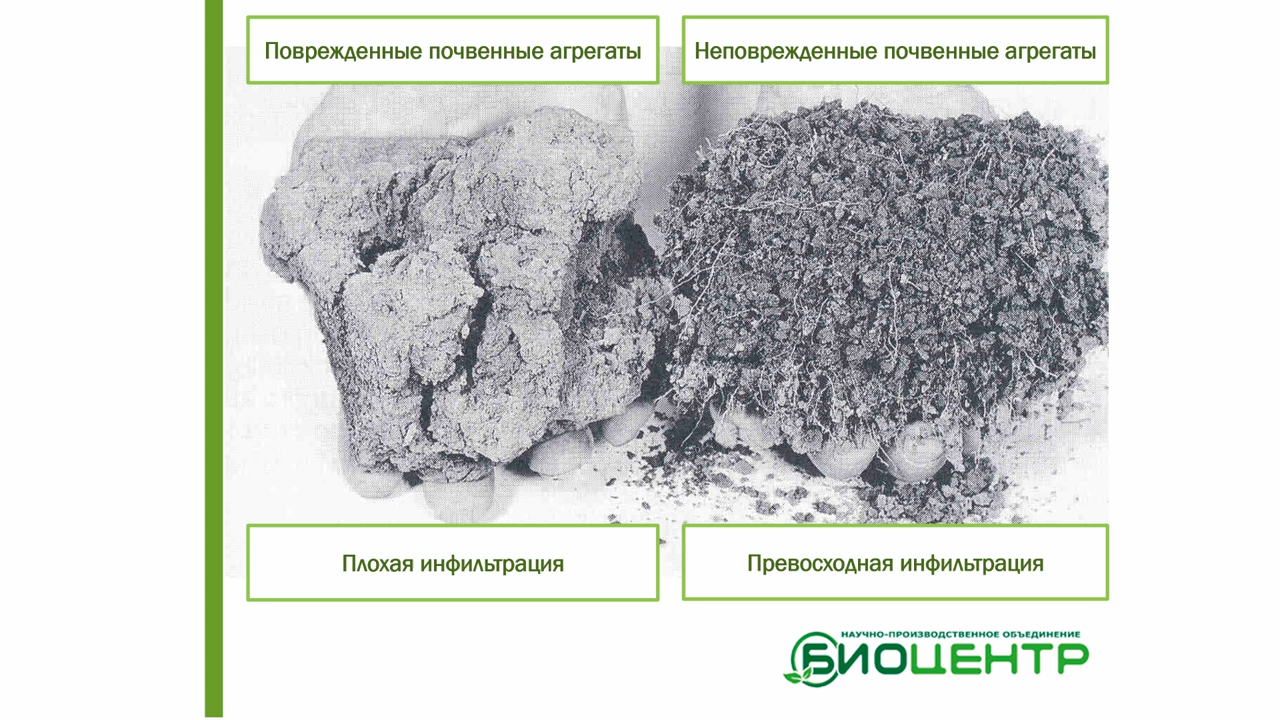 Поврежденные почвенные агрегаты
Неповрежденные почвенные агрегаты
Плохая инфильтрация
Превосходная инфильтрация
НАУЧНО-ПРОИЗВОДСТВЕННОЕ ОБЪЕДИНЕНИЕ
БИОЦЕНТР